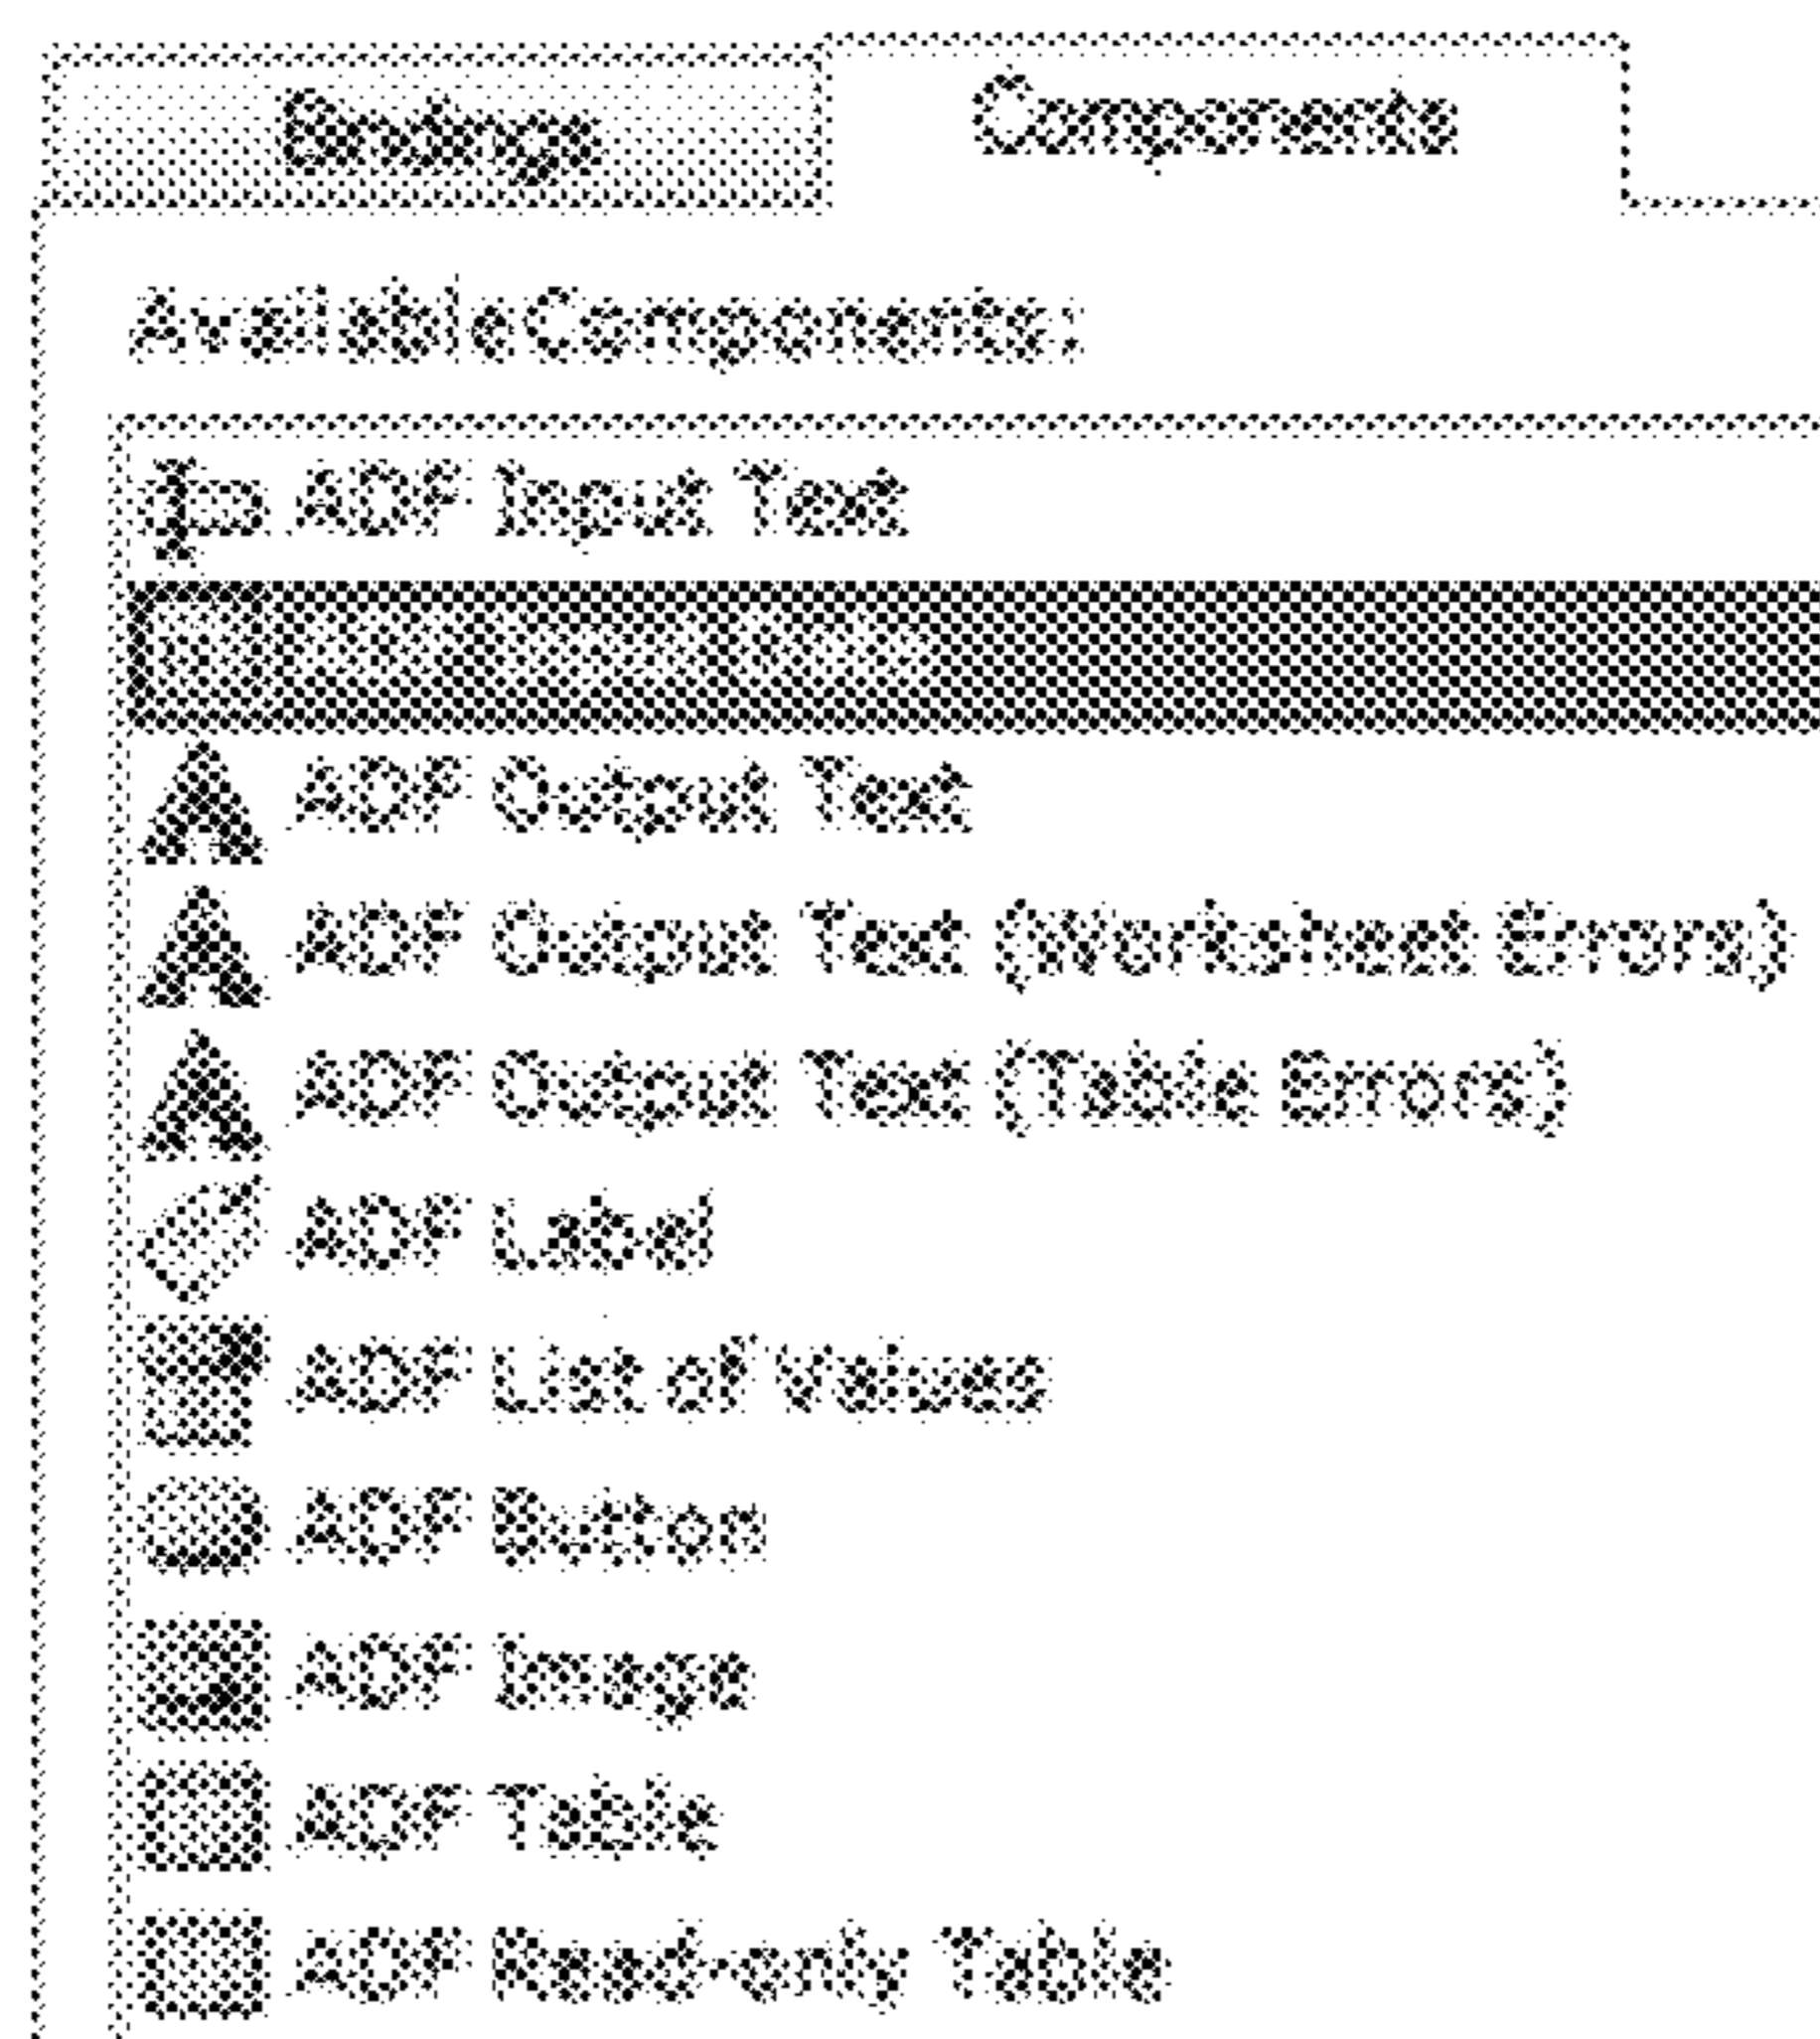 Bindings
Components
Available Components:
ADF Input Text
ADF Output Text
ADF Output Text (Worksheet Errors)
ADF Output Text (Table Errors)
ADF Label
ADF List of Values
ADF Button
ADF Image
ADF Table
ADF Read-only Table